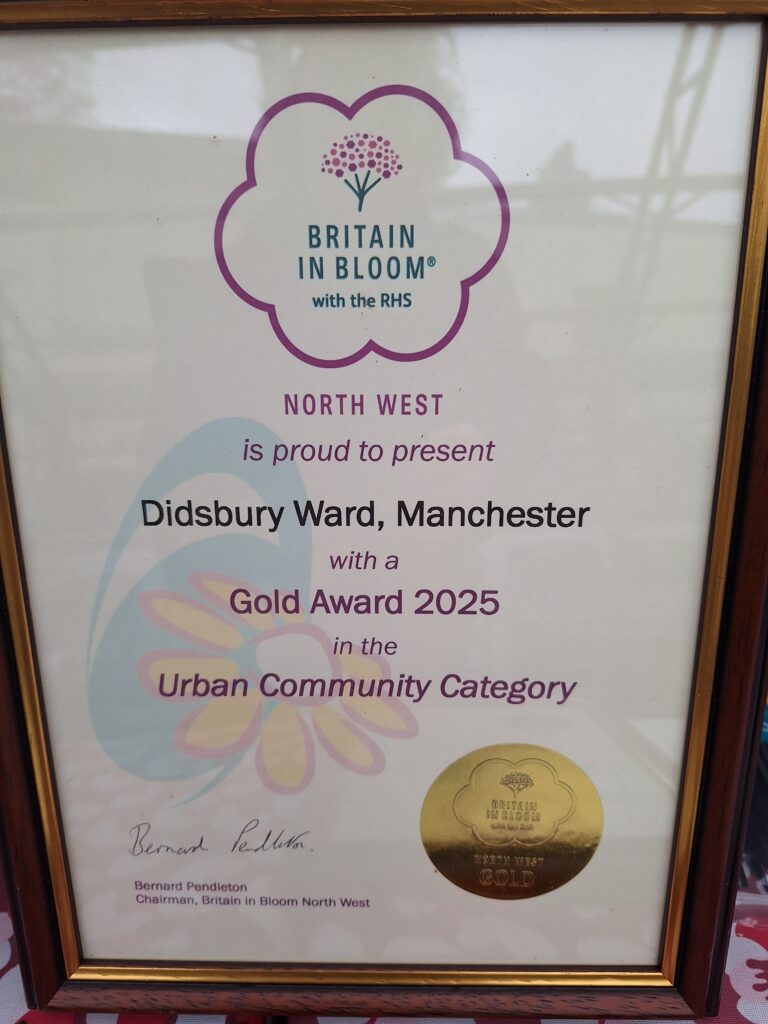 BRITAIN
IN BLOOM®
with the RHS
NORTH WEST
is proud to present
Didsbury Ward, Manchester
with a
Gold Award 2025
in the
Urban Community Category
Bernard Pendleton.
Bernard Pendleton
Chairman, Britain in Bloom North West
BRITAIN
IN BLOOM
NORTH WEST
GOLD